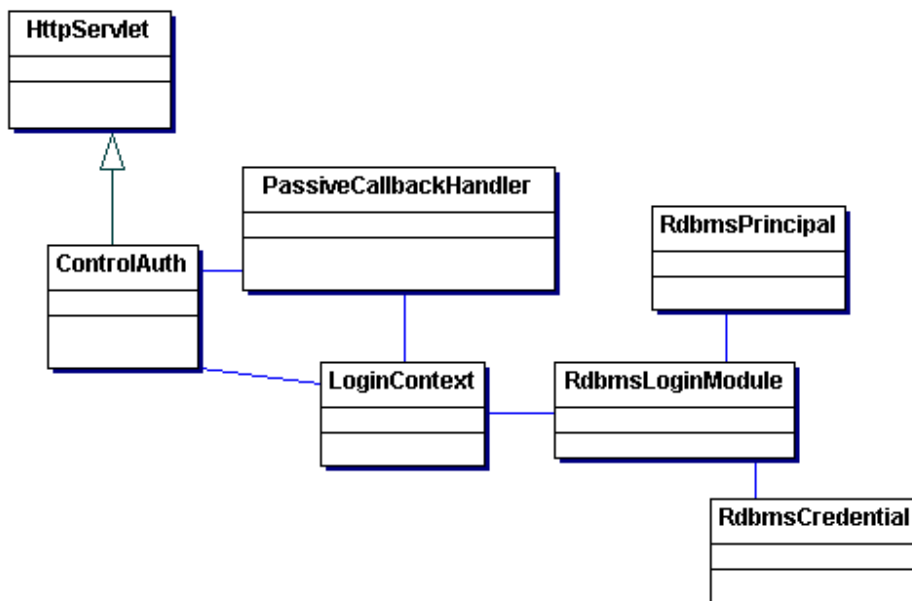 HttpServlet
PassiveCallbackHandler
RdbmsPrincipal
ControlAuth
LoginContext
RdbmsLoginModule
RdbmsCredential